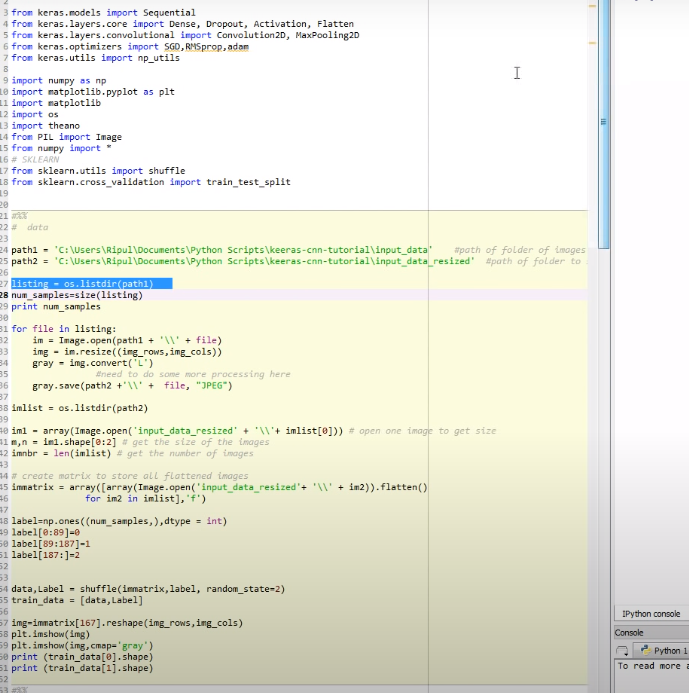 2
3 from keras.models import Sequential
4 from keras.layers.core import Dense, Dropout, Activation, Flatten
5 from keras.layers.convolutional import Convolution2D, MaxPooling2D
6 from keras.optimizers import SGD,RMSprop,adam
7 from keras.utils import np_utils
8
9 import numpy as np
10 import matplotlib.pyplot as plt
11 import matplotlib
12 import os
13 import theano
14 from PIL import Image
15 from numpy import *
16 # SKLEARN
17 from sklearn.utils import shuffle
18 from sklearn.cross_validation import train_test_split
19
20
21 #%%
22 # data
23
24 path1 = 'C:\Users\Ripul\Documents\Python Scripts\keeras-cnn-tutorial\input_data' #path of folder of images
25 path2 = 'C:\Users\Ripul\Documents\Python Scripts\keeras-cnn-tutorial\input_data_resized' #path of folder to
26
27 listing = os.listdir(path1)
28 num_samples=size(listing)
29 print num_samples
30
31 for file in listing:
32 im = Image.open(path1 + '\\' + file)
33 img = im.resize((img_rows,img_cols))
34 gray = img.convert('L')
35 #need to do some more processing here
36 gray.save(path2 +'\\' + file, "JPEG")
37
38 imlist = os.listdir(path2)
39
40 im1 = array(Image.open('input_data_resized' + '\\'+ imlist[0])) # open one image to get size
41 m,n = im1.shape[0:2] # get the size of the images
42 imnbr = len(imlist) # get the number of images
43
44 # create matrix to store all flattened images
45 immatrix = array([array(Image.open('input_data_resized'+ '\\' + im2)).flatten()
46 for im2 in imlist],'f')
47
48 label=np.ones((num_samples,),dtype = int)
49 label[0:89]=0
50 label[89:187]=1
51 label[187:]=2
52
53
54 data,Label = shuffle(immatrix,label, random_state=2)
55 train_data = [data,Label]
56
57 img=immatrix[167].reshape(img_rows,img_cols)
58 plt.imshow(img)
59 plt.imshow(img,cmap='gray')
60 print (train_data[0].shape)
61 print (train_data[1].shape)
62
63 #%%
IPython console
Console
Python 1
To read more a